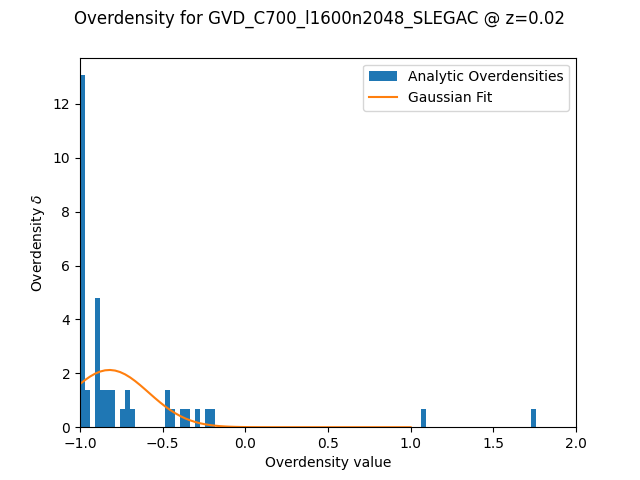 Overdensity for GVD_C700_l1600n2048_SLEGAC @ z=0.02
Analytic Overdensities
Gaussian Fit
Overdensity δ
12
10
8
6
4
2
0
−1.0 −0.5 0.0 0.5 1.0 1.5 2.0
Overdensity value